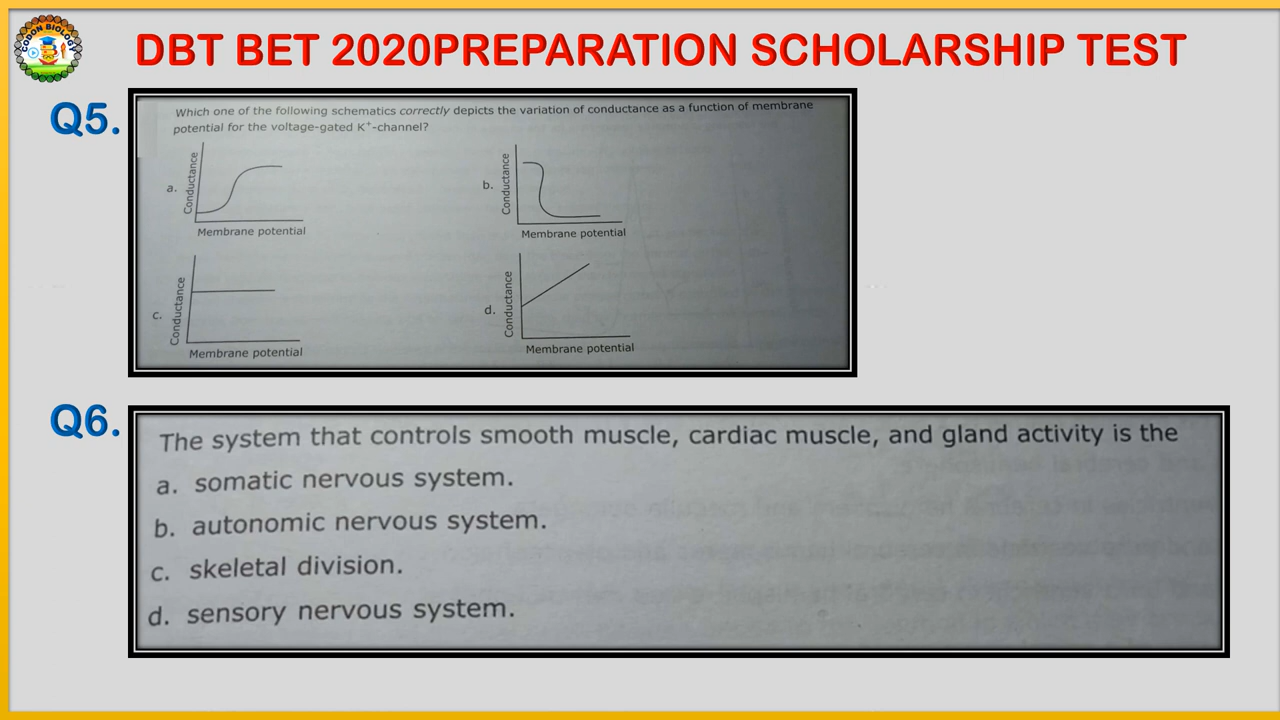 CODON BIOLOGY
DBT BET 2020PREPARATION SCHOLARSHIP TEST
Q5.
Which one of the following schematics correctly depicts the variation of conductance as a function of membrane
potential for the voltage-gated K⁺-channel?
a.
Conductance
Membrane potential
b.
Conductance
Membrane potential
c.
Conductance
Membrane potential
d.
Conductance
Membrane potential
Q6.
The system that controls smooth muscle, cardiac muscle, and gland activity is the
a. somatic nervous system.
b. autonomic nervous system.
c. skeletal division.
d. sensory nervous system.